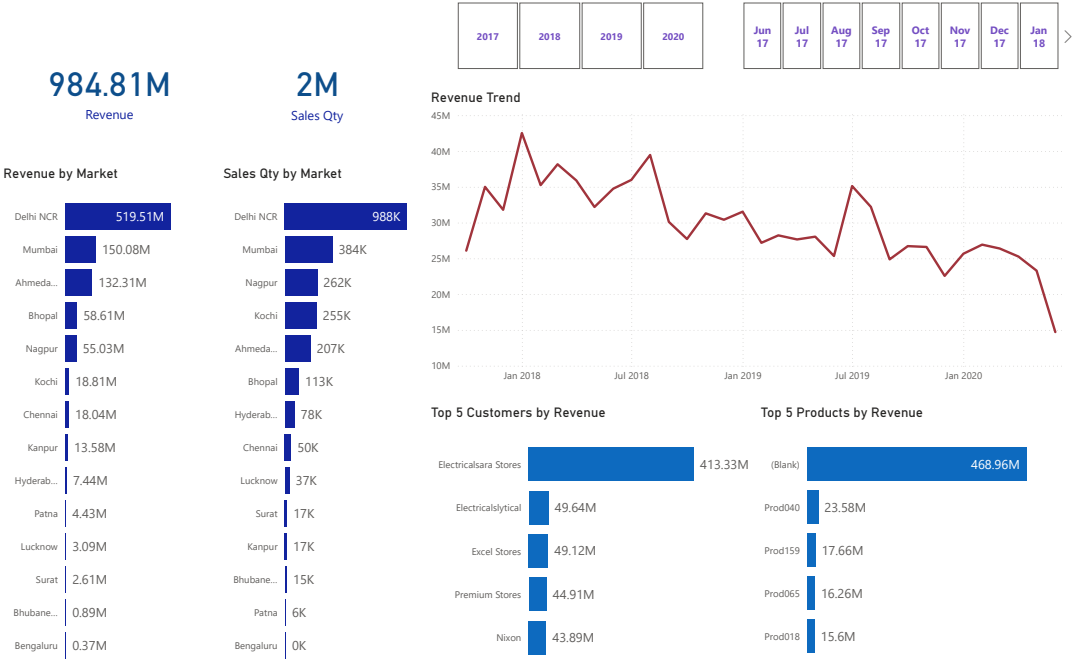 2017
2018
2019
2020
Jun
17
Jul
17
Aug
17
Sep
17
Oct
17
Nov
17
Dec
17
Jan
18
984.81M
Revenue
2M
Sales Qty
Revenue by Market
Delhi NCR 519.51M
Mumbai 150.08M
Ahmeda... 132.31M
Bhopal 58.61M
Nagpur 55.03M
Kochi 18.81M
Chennai 18.04M
Kanpur 13.58M
Hyderab... 7.44M
Patna 4.43M
Lucknow 3.09M
Surat 2.61M
Bhubane... 0.89M
Bengaluru 0.37M
Sales Qty by Market
Delhi NCR 988K
Mumbai 384K
Nagpur 262K
Kochi 255K
Ahmeda... 207K
Bhopal 113K
Hyderab... 78K
Chennai 50K
Lucknow 37K
Surat 17K
Kanpur 17K
Bhubane... 15K
Patna 6K
Bengaluru 0K
Revenue Trend
45M
40M
35M
30M
25M
20M
15M
10M
Jan 2018 Jul 2018 Jan 2019 Jul 2019 Jan 2020
Top 5 Customers by Revenue
Electricalsara Stores 413.33M
Electricalslytical 49.64M
Excel Stores 49.12M
Premium Stores 44.91M
Nixon 43.89M
Top 5 Products by Revenue
(Blank) 468.96M
Prod040 23.58M
Prod159 17.66M
Prod065 16.26M
Prod018 15.6M